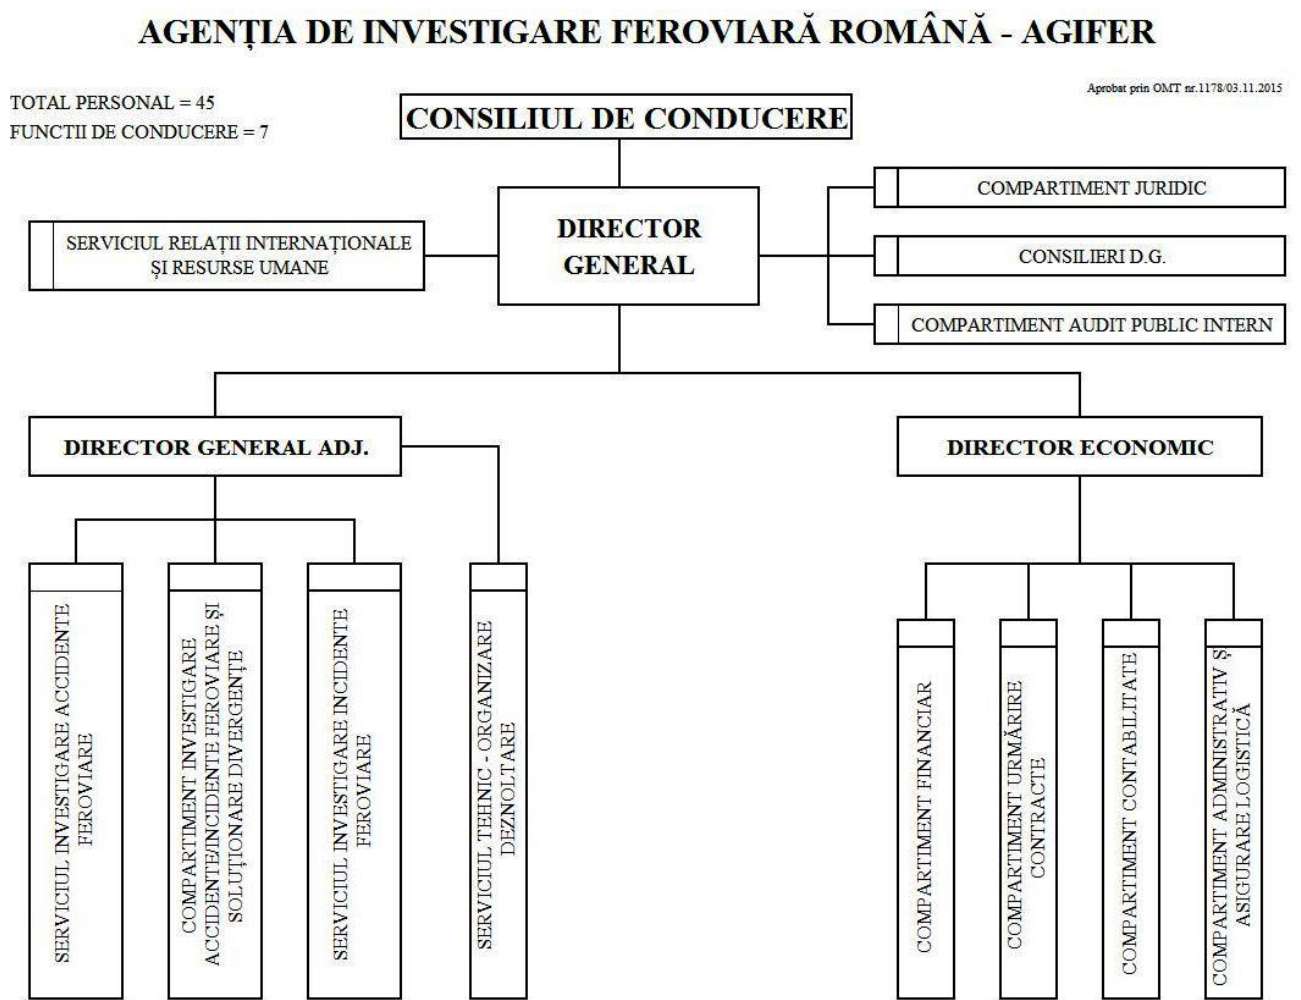 AGENȚIA DE INVESTIGARE FEROVIARĂ ROMÂNĂ - AGIFER
Aprobat prin OMT nr.1178/03.11.2015
TOTAL PERSONAL = 45
FUNCTII DE CONDUCERE = 7
CONSILIUL DE CONDUCERE
DIRECTOR
GENERAL
SERVICIUL RELAȚII INTERNAȚIONALE
ȘI RESURSE UMANE
COMPARTIMENT JURIDIC
CONSILIERI D.G.
COMPARTIMENT AUDIT PUBLIC INTERN
DIRECTOR GENERAL ADJ.
DIRECTOR ECONOMIC
SERVICIUL INVESTIGARE ACCIDENTE
FEROVIARE
COMPARTIMENT INVESTIGARE
ACCIDENTE/INCIDENTE FEROVIARE ȘI
SOLUȚIONARE DIVERGENȚE
SERVICIUL INVESTIGARE INCIDENTE
FEROVIARE
SERVICIUL TEHNIC - ORGANIZARE
DEZNOLTARE
COMPARTIMENT FINANCIAR
COMPARTIMENT URMĂRIRE
CONTRACTE
COMPARTIMENT CONTABILITATE
COMPARTIMENT ADMINISTRATIV Ș
ASIGURARE LOGISTICĂ